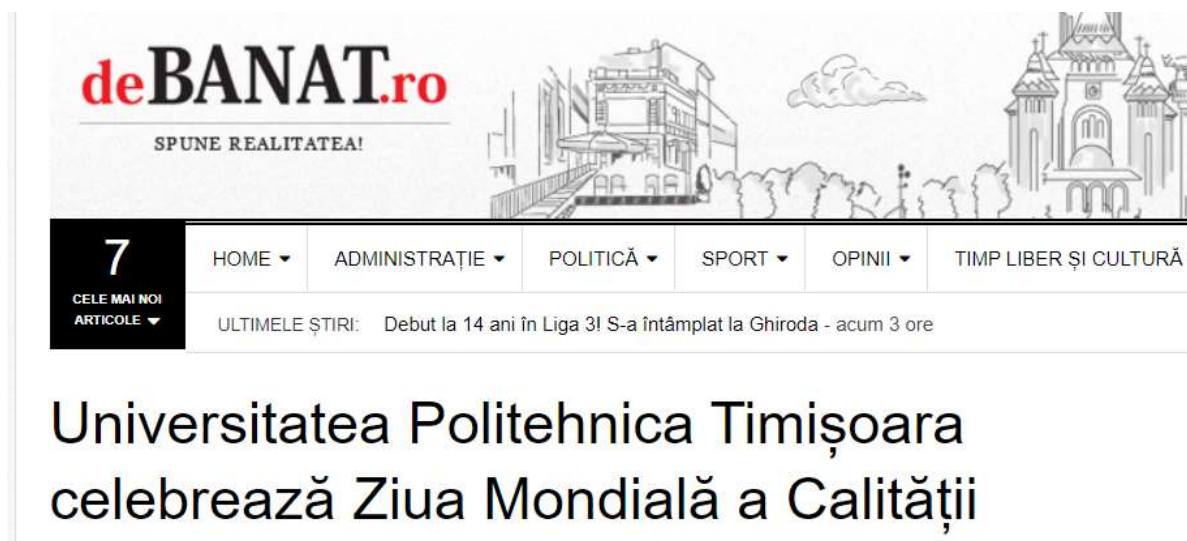 deBANAT.ro
SPUNE REALITATEA!
7
CELE MAI NOI
ARTICOLE
HOME
ADMINISTRAȚIE
POLITICĂ
SPORT
OPINII
TIMP LIBER ȘI CULTURĂ
ULTIMELE ȘTIRI: Debut la 14 ani în Liga 3! S-a întâmplat la Ghiroda - acum 3 ore
Universitatea Politehnica Timișoara
celebrează Ziua Mondială a Calității